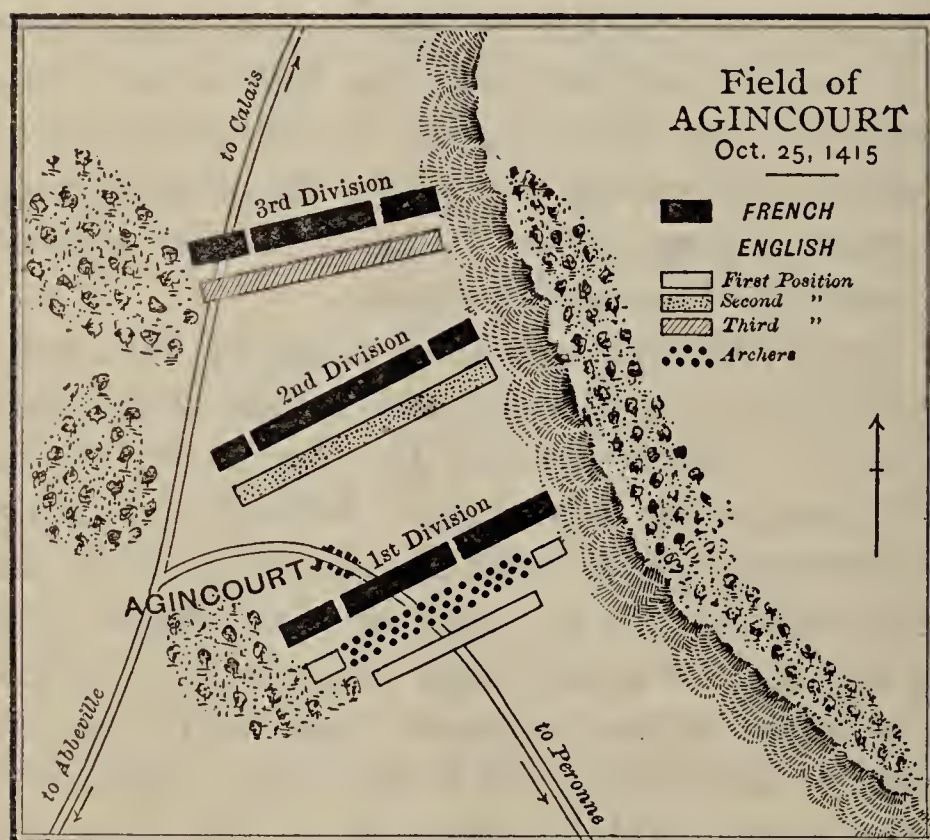 Field of
AGINCOURT
Oct. 25, 1415
FRENCH
ENGLISH
First Position
Second "
Third "
Archers
to Calais
3rd Division
2nd Division
1st Division
AGINCOURT
to Abbeville
to Peronne